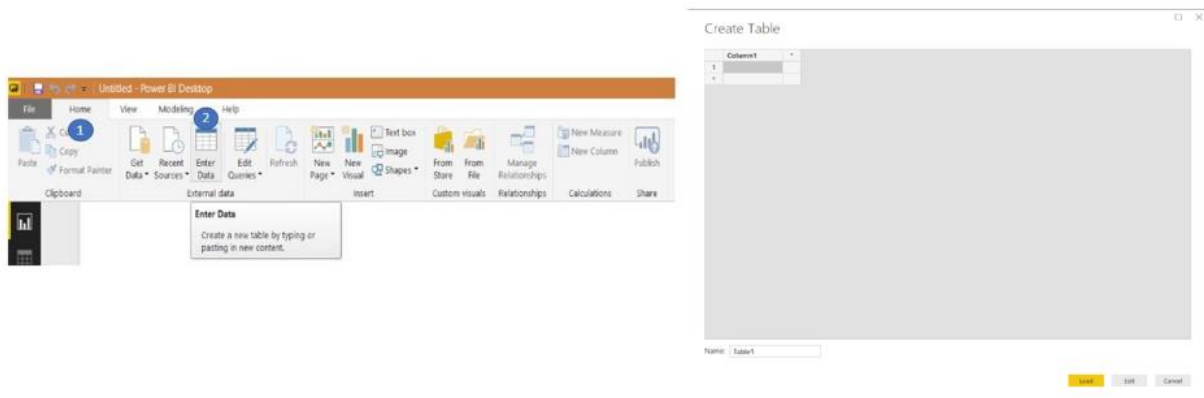 Untitled - Power BI Desktop
File Home View Modeling Help
1 2
Paste
Copy
Format Painter
Clipboard
Get Data
Recent Sources
Enter Data
Edit Queries
Refresh
External data
New Page
New Visual
Text box
Image
Shapes
Insert
From Store
From File
Custom visuals
Manage Relationships
Relationships
New Measure
New Column
Calculations
Publish
Share
Enter Data
Create a new table by typing or
pasting in new content.
Create Table
Column1 *
1
*
Name: Table1
Load Edit Cancel